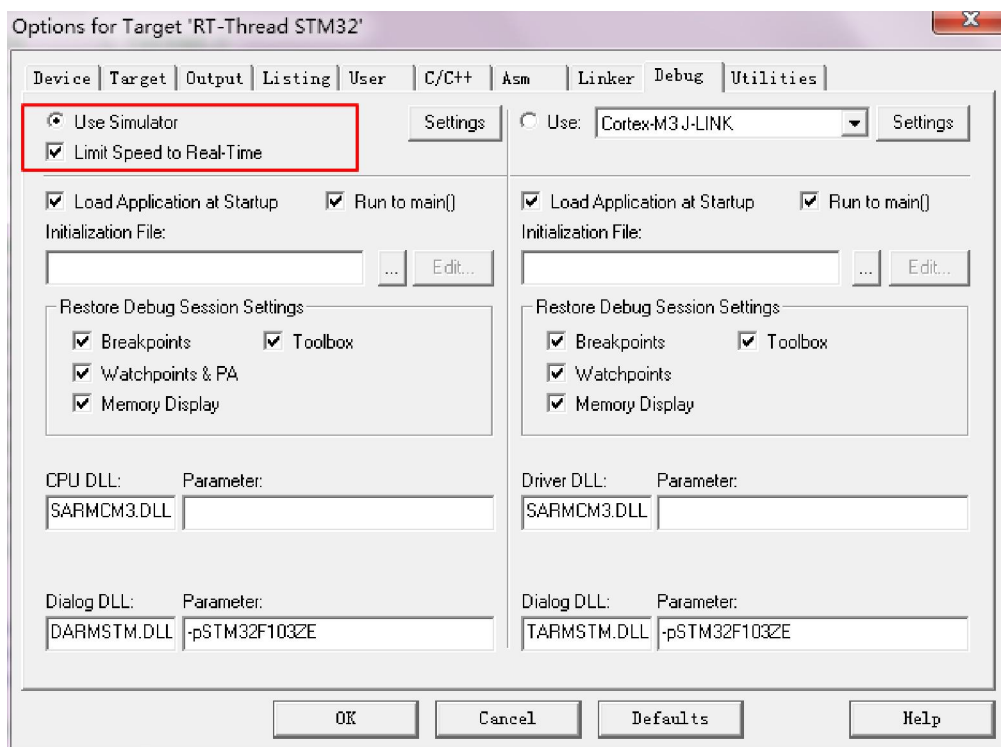 Options for Target 'RT-Thread STM32'
x
Device Target Output Listing User C/C++ Asm Linker Debug Utilities
Use Simulator Settings Use: Cortex-M3 J-LINK Settings
Limit Speed to Real-Time
Load Application at Startup Run to main() Load Application at Startup Run to main()
Initialization File: Initialization File:
... Edit... ... Edit...
Restore Debug Session Settings Restore Debug Session Settings
Breakpoints Toolbox Breakpoints Toolbox
Watchpoints & PA Watchpoints
Memory Display Memory Display
CPU DLL: Parameter: Driver DLL: Parameter:
SARMCM3.DLL SARMCM3.DLL
Dialog DLL: Parameter: Dialog DLL: Parameter:
DARMSTM.DLL -pSTM32F103ZE TARMSTM.DLL -pSTM32F103ZE
OK Cancel Defaults Help